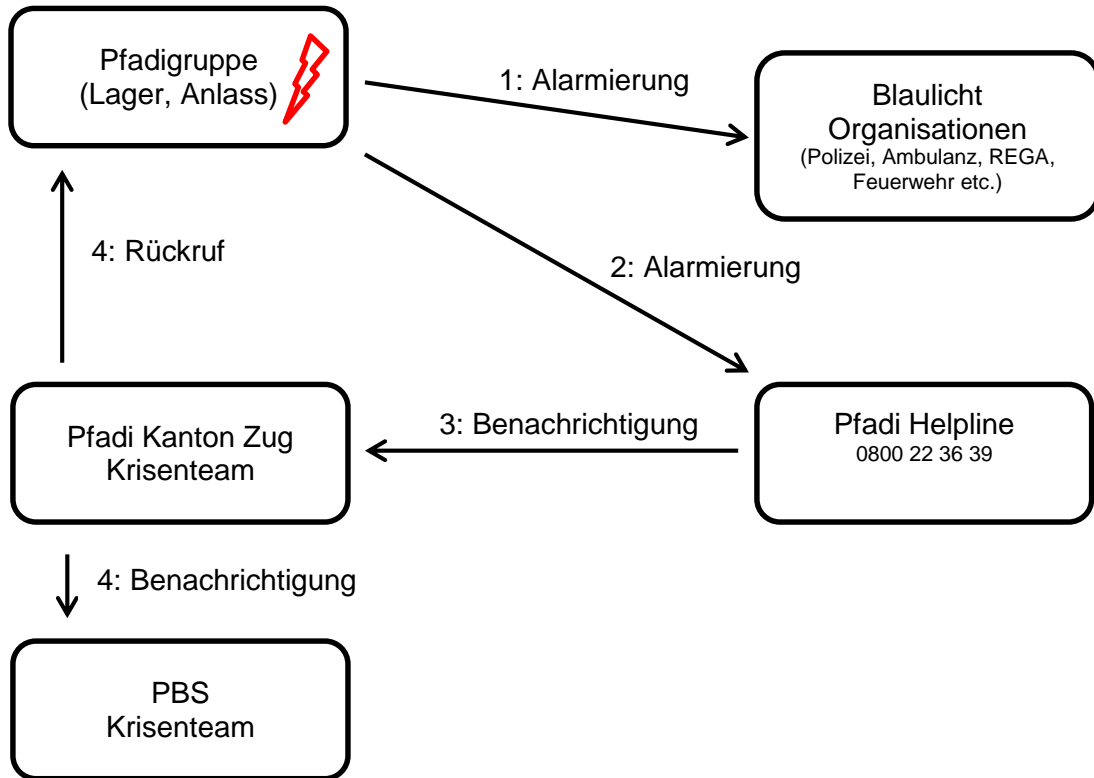 Pfadigruppe
(Lager, Anlass)
1: Alarmierung
Blaulicht
Organisationen
(Polizei, Ambulanz, REGA,
Feuerwehr etc.)
4: Rückruf
2: Alarmierung
Pfadi Kanton Zug
Krisenteam
3: Benachrichtigung
Pfadi Helpline
0800 22 36 39
4: Benachrichtigung
PBS
Krisenteam